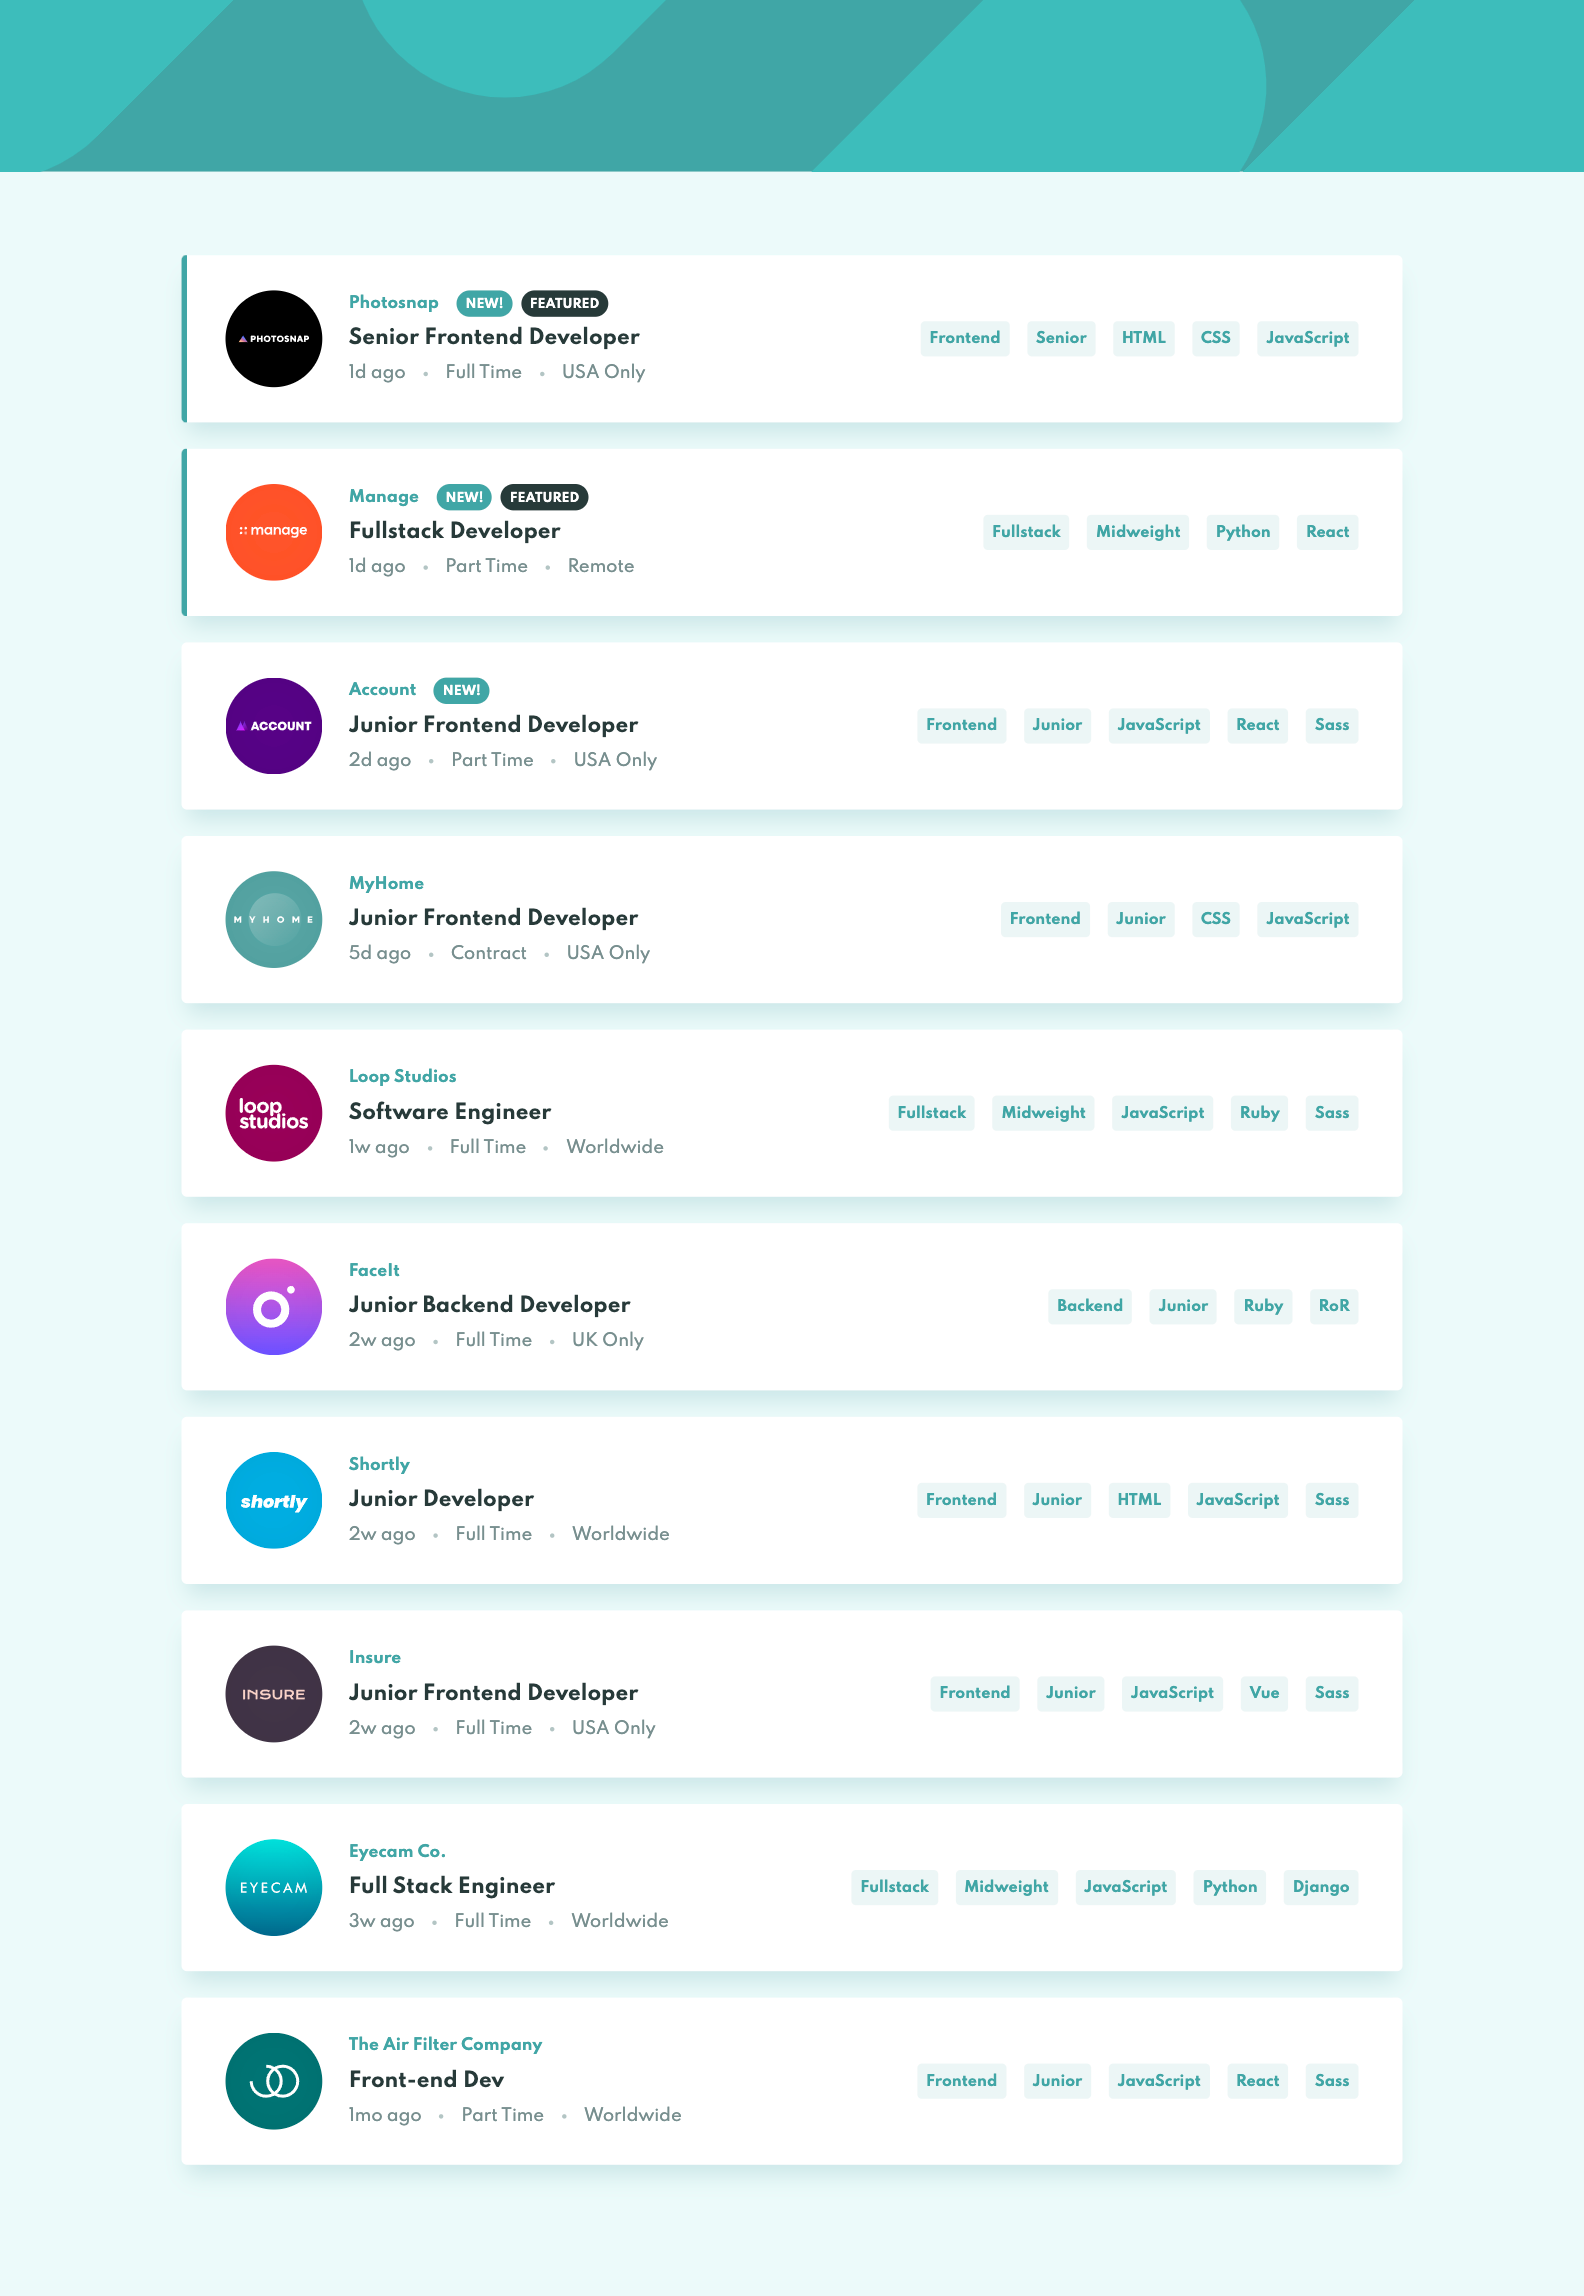 PHOTOSNAP
Photosnap NEW! FEATURED
Senior Frontend Developer
1d ago • Full Time • USA Only
Frontend Senior HTML CSS JavaScript
manage
Manage NEW! FEATURED
Fullstack Developer
1d ago • Part Time • Remote
Fullstack Midweight Python React
ACCOUNT
Account NEW!
Junior Frontend Developer
2d ago • Part Time • USA Only
Frontend Junior JavaScript React Sass
MYHOME
MyHome
Junior Frontend Developer
5d ago • Contract • USA Only
Frontend Junior CSS JavaScript
loop
studios
Loop Studios
Software Engineer
1w ago • Full Time • Worldwide
Fullstack Midweight JavaScript Ruby Sass
FaceIt
Junior Backend Developer
2w ago • Full Time • UK Only
Backend Junior Ruby RoR
shortly
Shortly
Junior Developer
2w ago • Full Time • Worldwide
Frontend Junior HTML JavaScript Sass
INSURE
Insure
Junior Frontend Developer
2w ago • Full Time • USA Only
Frontend Junior JavaScript Vue Sass
EYECAM
Eyecam Co.
Full Stack Engineer
3w ago • Full Time • Worldwide
Fullstack Midweight JavaScript Python Django
The Air Filter Company
Front-end Dev
1mo ago • Part Time • Worldwide
Frontend Junior JavaScript React Sass